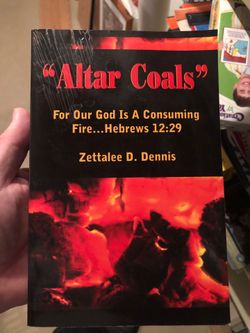 “Altar Coals”
For Our God Is A Consuming
Fire...Hebrews 12:29
Zettalee D. Dennis